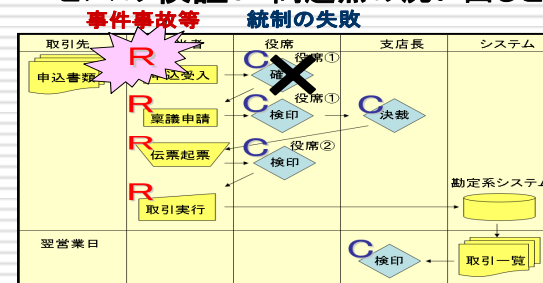 事件事故等 統制の失敗
取引先 当者 役席 支店長 システム
R C 役席①
申込書類 申込受入 確
R C 役席① C
稟議申請 検印 決裁
R C 役席②
伝票起票 検印
R 勘定系システム
取引実行
翌営業日 C
検印 取引一覧